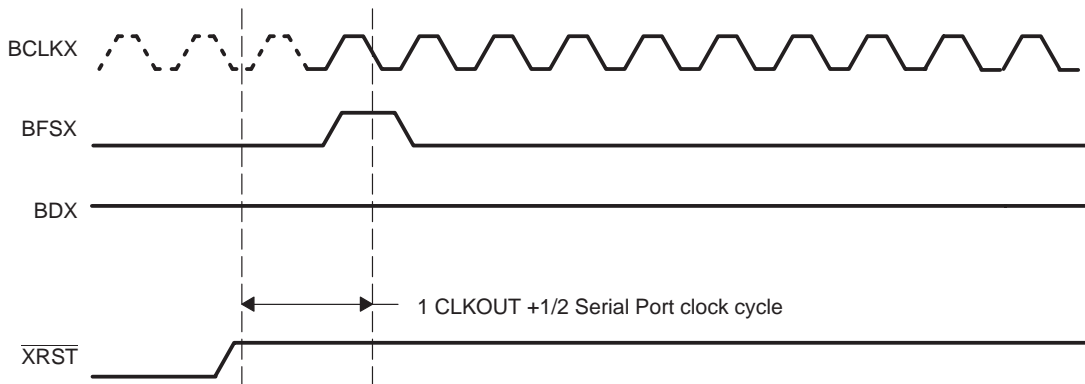 BCLKX
BFSX
BDX
1 CLKOUT +1/2 Serial Port clock cycle
XRST